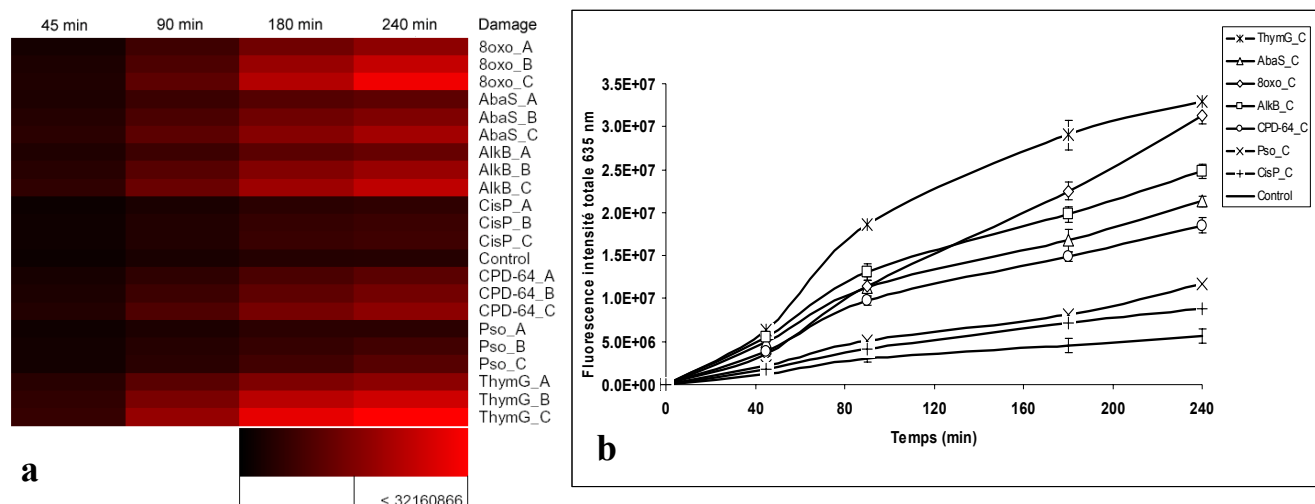 45 min 90 min 180 min 240 min Damage
8oxo_A
8oxo_B
8oxo_C
AbaS_A
AbaS_B
AbaS_C
AlkB_A
AlkB_B
AlkB_C
CisP_A
CisP_B
CisP_C
Control
CPD-64_A
CPD-64_B
CPD-64_C
Pso_A
Pso_B
Pso_C
ThymG_A
ThymG_B
ThymG_C
a
< 32160866
Fluorescence intensité totale 635 nm
3.5E+07
3.0E+07
2.5E+07
2.0E+07
1.5E+07
1.0E+07
5.0E+06
0.0E+00
0 40 80 120 160 200 240
Temps (min)
b
ThymG_C
AbaS_C
8oxo_C
AlkB_C
CPD-64_C
Pso_C
CisP_C
Control